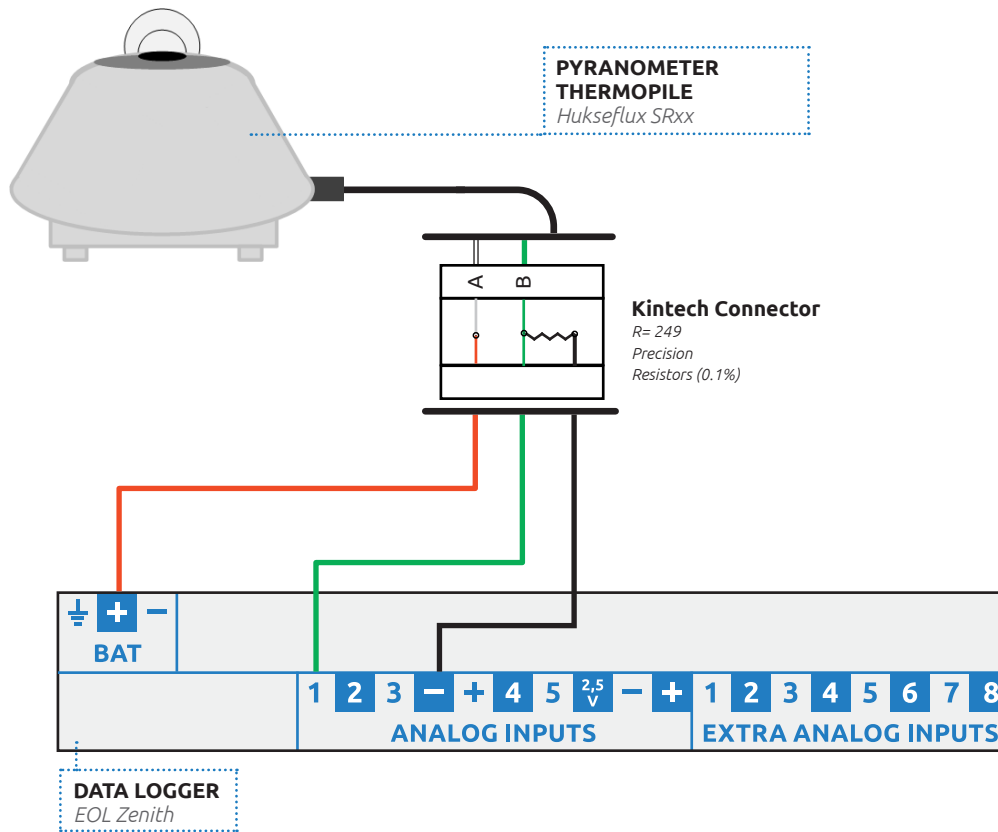 PYRANOMETER
THERMOPILE
Hukseflux SRxx
A B
Kintech Connector
R= 249
Precision
Resistors (0.1%)
+ −
BAT
1 2 3 − + 4 5 2,5 V − + 1 2 3 4 5 6 7 8
ANALOG INPUTS EXTRA ANALOG INPUTS
DATA LOGGER
EOL Zenith